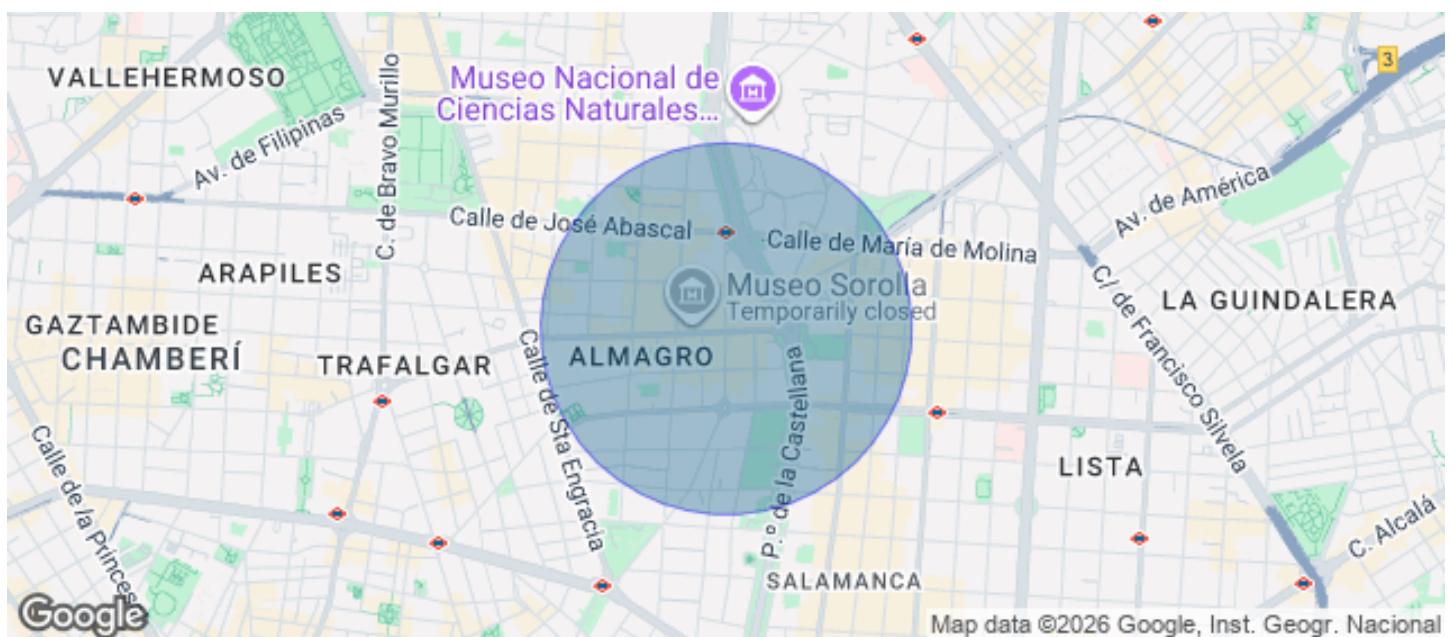 VALLEHERMOSO
Museo Nacional de
Ciencias Naturales...
3
Av. de Filipinas
C. de Bravo Murillo
Av. de América
Calle de José Abascal
Calle de María de Molina
ARAPILES
Museo Sorolla
Temporarily closed
C/ de Francisco Silvela
LA GUINDALERA
GAZTAMBIDE
CHAMBERÍ
TRAFALGAR
ALMAGRO
Calle de Sta Engracia
P.º de la Castellana
LISTA
Calle de la Princesa
C. Alcalá
SALAMANCA
Google
Map data ©2026 Google, Inst. Geogr. Nacional